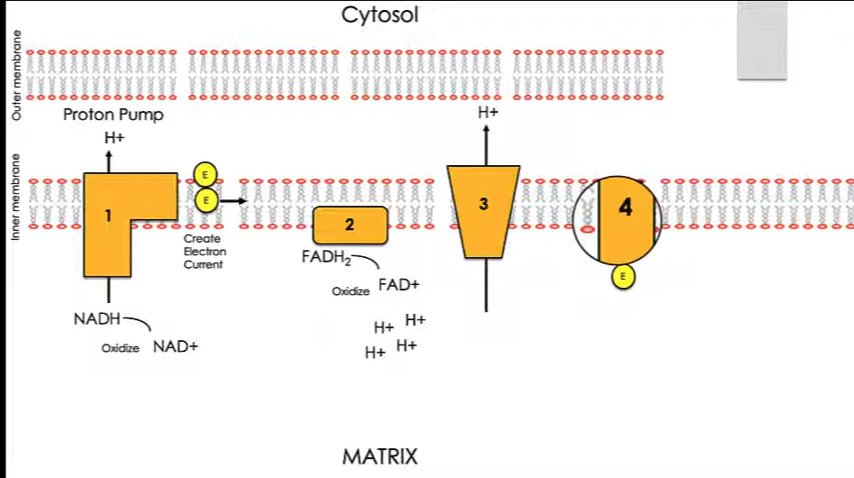 Cytosol
Outer membrane
Proton Pump
H+
H+
Inner membrane
1
E
E
2
3
4
Create
Electron
Current
FADH2
FAD+
Oxidize
E
NADH
Oxidize
NAD+
H+
H+
H+
H+
MATRIX